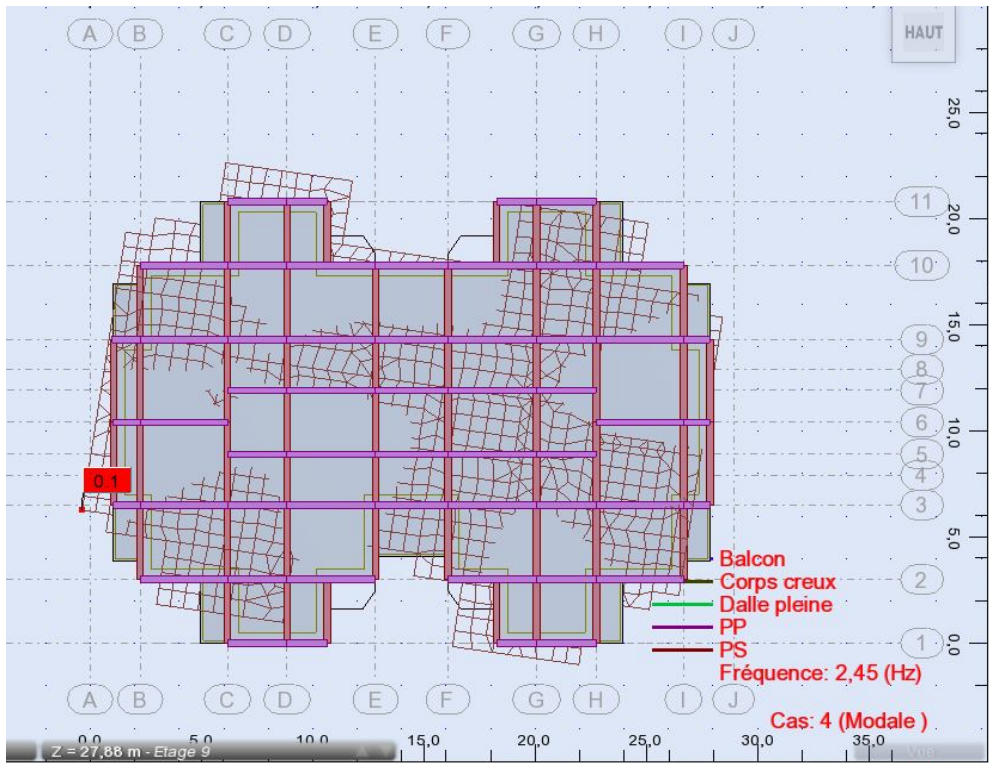 A B C D E F G H I J
HAUT
25,0
11
20,0
10
15,0
9
8
7
6
10,0
5
4
3
0.1
5,0
Balcon
Corps creux
2
Dalle pleine
PP
1
0,0
PS
Fréquence: 2,45 (Hz)
A B C D E F G H I J
Cas: 4 (Modale )
0,0 5,0 10,0 15,0 20,0 25,0 30,0 35,0
Z = 27,88 m - Etage 9
Vue